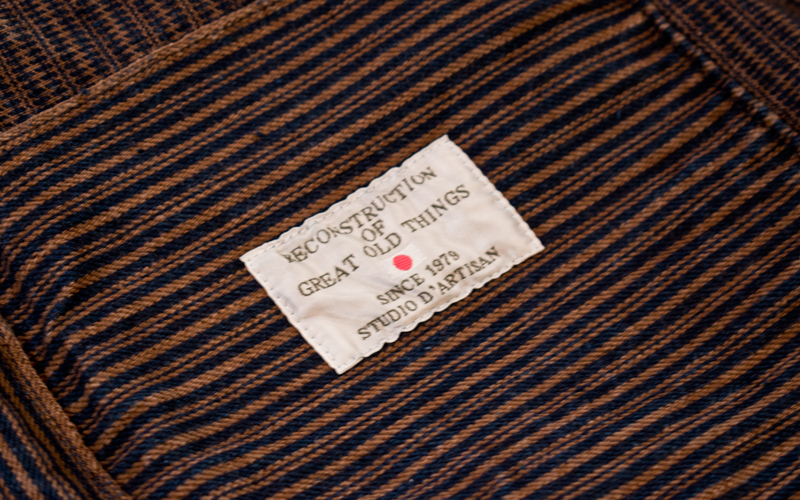 RECONSTRUCTION
OF
GREAT OLD THINGS
SINCE 1979
STUDIO D'ARTISAN